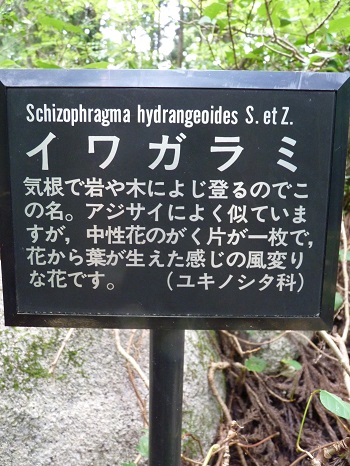 Schizophragma hydrangeoides S. et Z.
イワガラミ
気根で岩や木によじ登るのでこ
の名。アジサイによく似ていま
すが，中性花のがく片が一枚で，
花から葉が生えた感じの風変り
な花です。　　（ユキノシタ科）